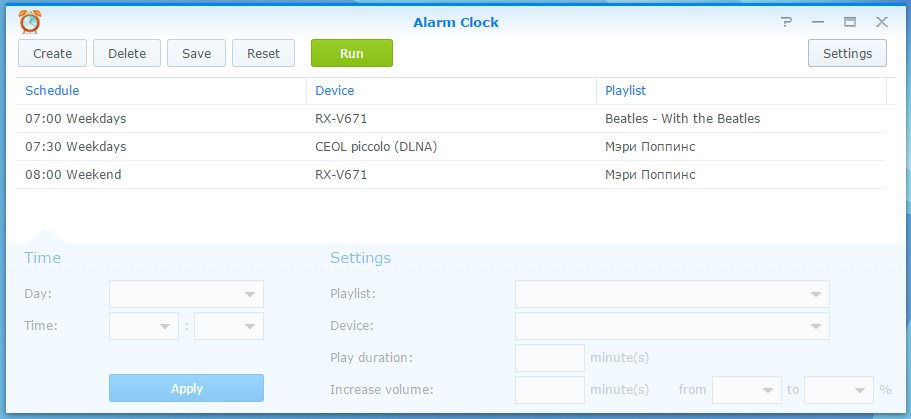 Alarm Clock
Create Delete Save Reset Run Settings
Schedule Device Playlist
07:00 Weekdays RX-V671 Beatles - With the Beatles
07:30 Weekdays CEOL piccolo (DLNA) Мэри Поппинс
08:00 Weekend RX-V671 Мэри Поппинс
Time Settings
Day: Playlist:
Time: : Device:
Play duration: minute(s)
Apply Increase volume: minute(s) from to %